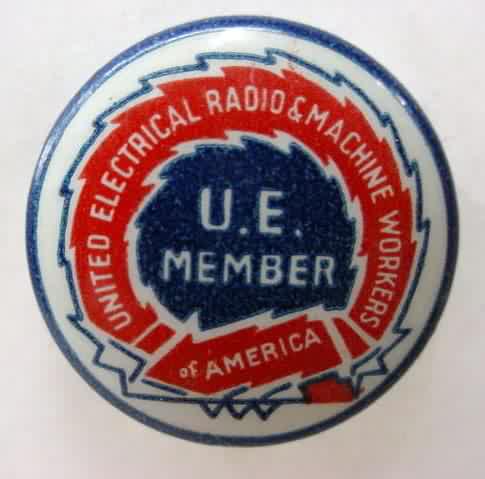 UNITED ELECTRICAL RADIO & MACHINE WORKERS
of AMERICA
U.E.
MEMBER